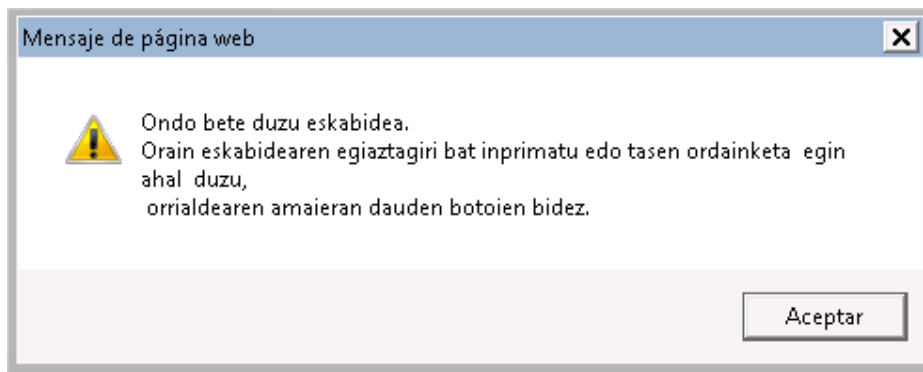 Mensaje de página web
Ondo bete duzu eskabidea.
Orain eskabidearen egiaztagiri bat inprimatu edo tasen ordainketa egin
ahal duzu,
orrialdearen amaieran dauden botoien bidez.
Aceptar